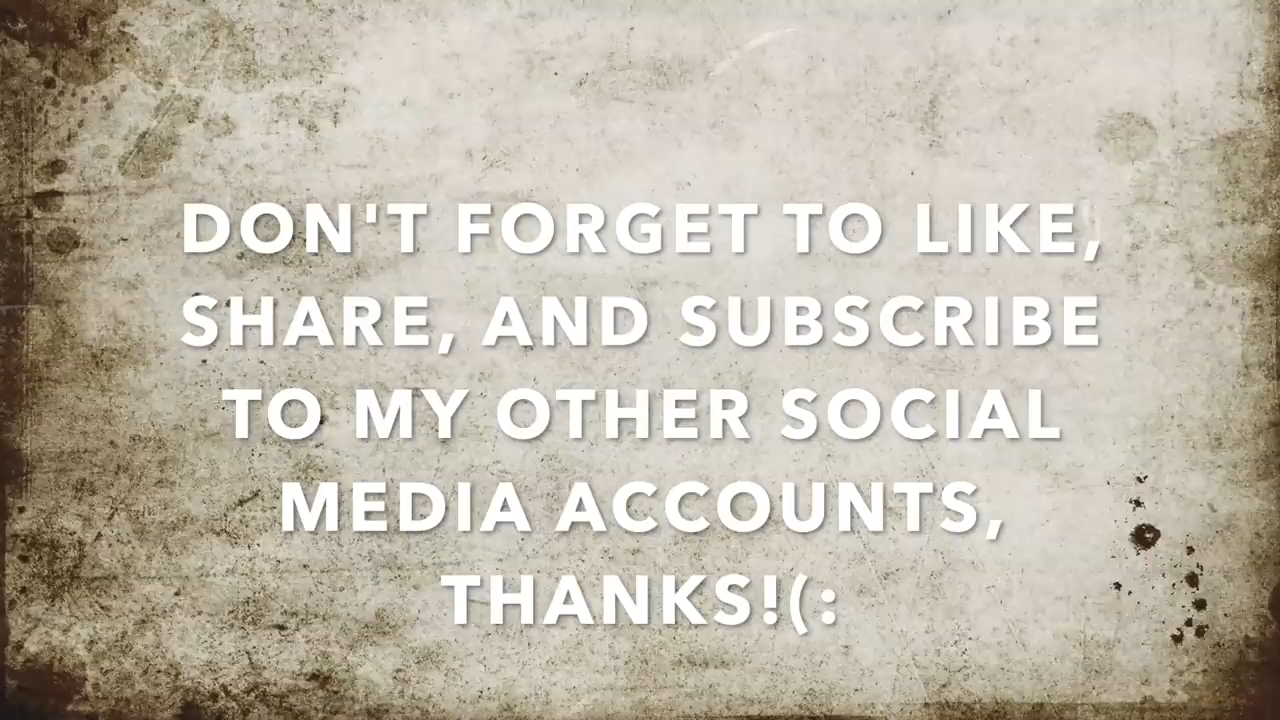 DON'T FORGET TO LIKE,
SHARE, AND SUBSCRIBE
TO MY OTHER SOCIAL
MEDIA ACCOUNTS,
THANKS!(: